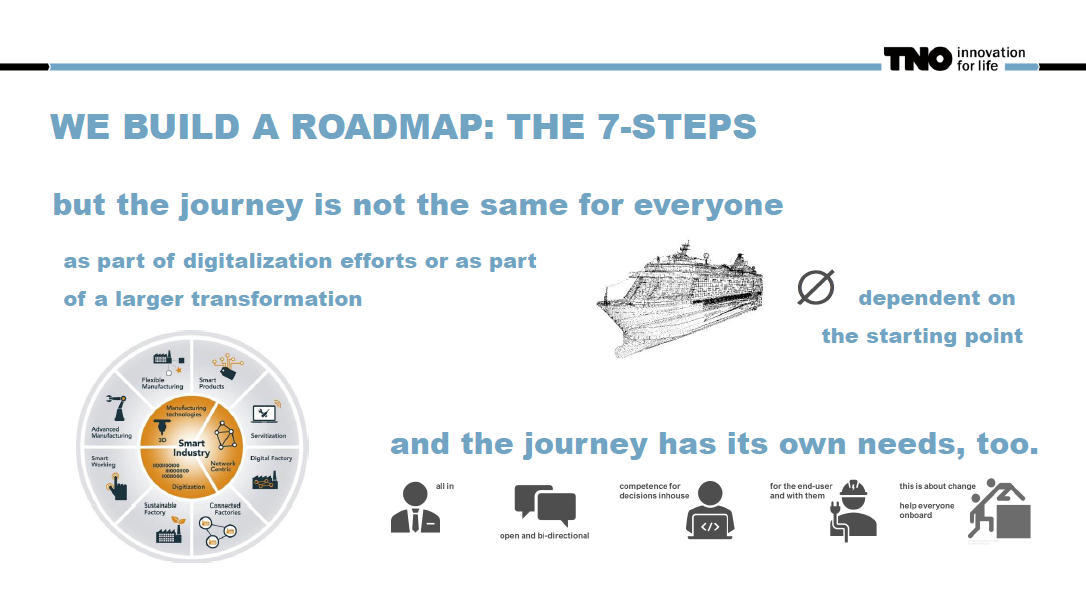 TNO innovation
for life
WE BUILD A ROADMAP: THE 7-STEPS
but the journey is not the same for everyone
as part of digitalization efforts or as part
of a larger transformation
Ø dependent on
the starting point
Flexible
Manufacturing
Smart
Products
Servitization
Digital Factory
Connected
Factories
Sustainable
Factory
Smart
Working
Advanced
Manufacturing
Manufacturing
technologies
3D
Smart
Industry
Network
Centric
Digitization
and the journey has its own needs, too.
all in
open and bi-directional
competence for
decisions inhouse
</>
for the end-user
and with them
this is about change
help everyone
onboard